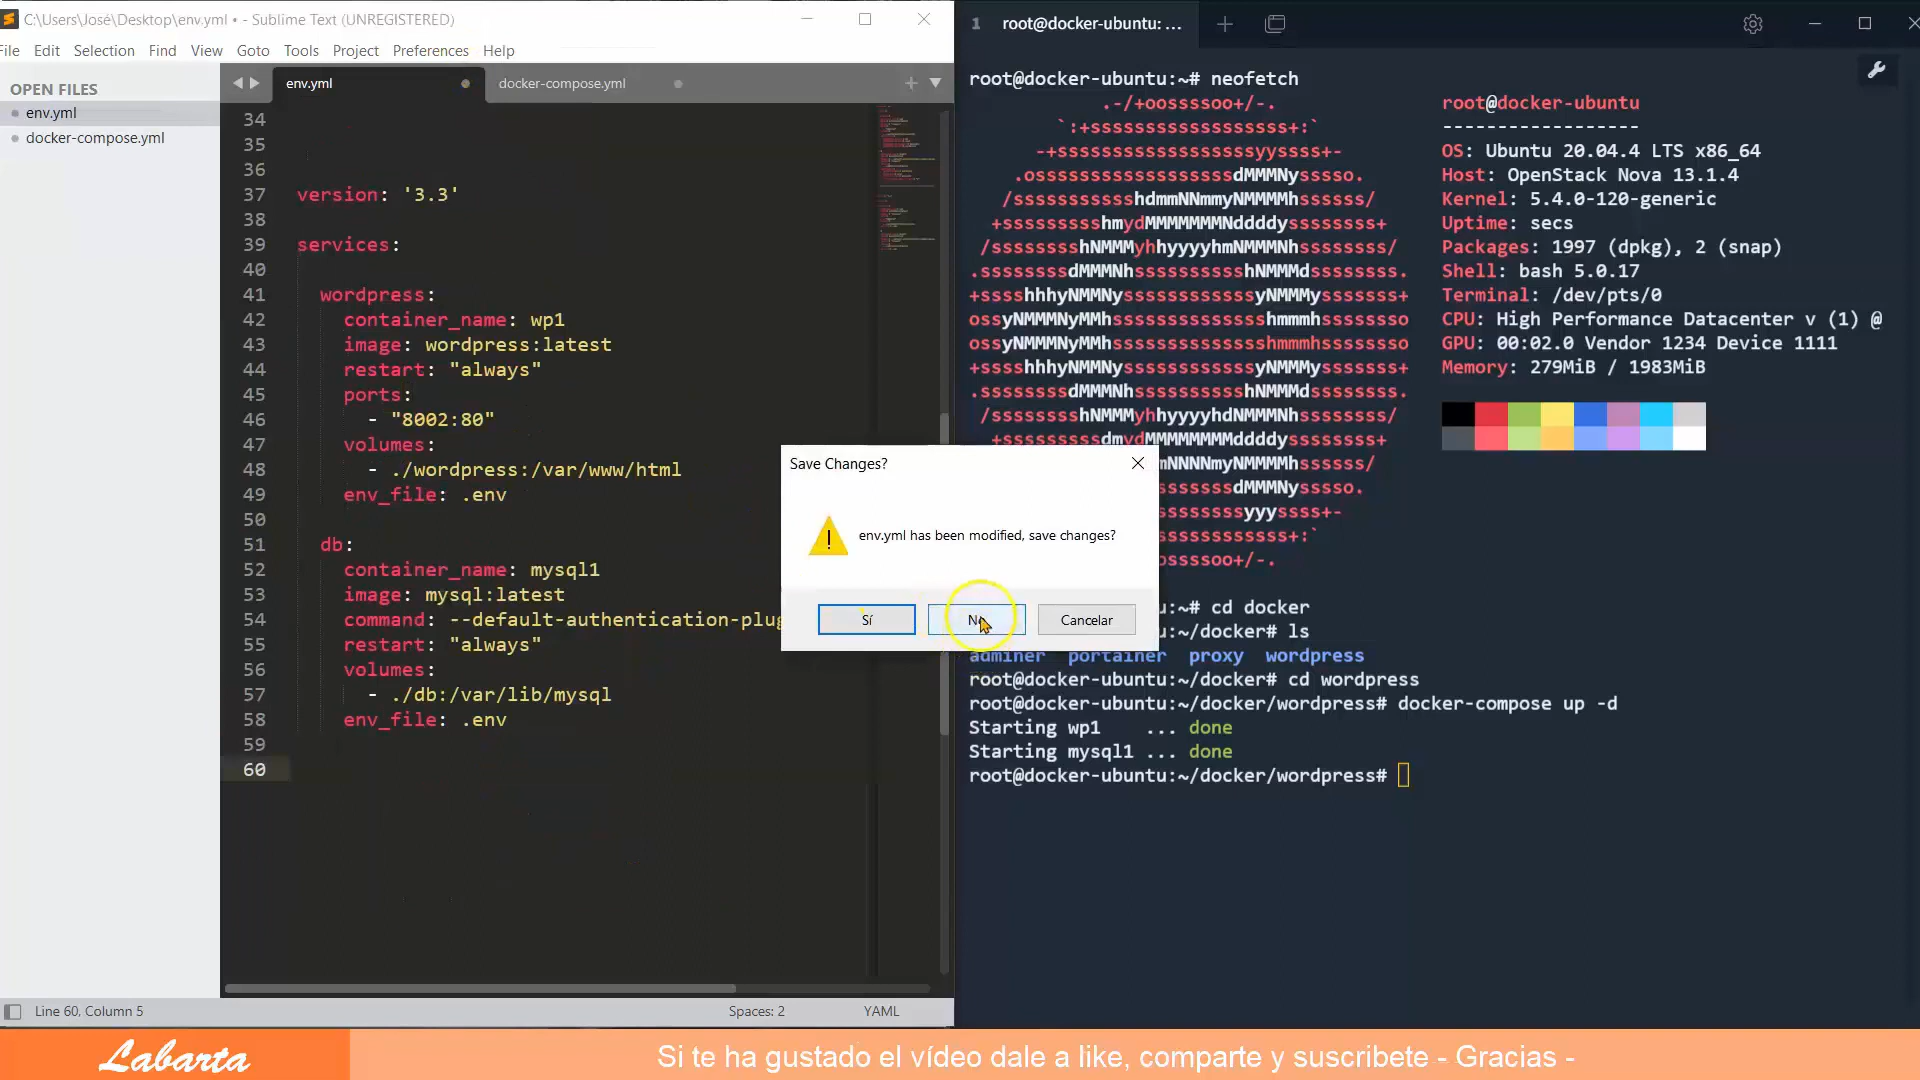 C:\Users\José\Desktop\env.yml • - Sublime Text (UNREGISTERED)
File Edit Selection Find View Goto Tools Project Preferences Help
OPEN FILES
env.yml
docker-compose.yml
env.yml
docker-compose.yml
34
35
36
37 version: '3.3'
38
39 services:
40
41 wordpress:
42 container_name: wp1
43 image: wordpress:latest
44 restart: "always"
45 ports:
46 - "8002:80"
47 volumes:
48 - ./wordpress:/var/www/html
49 env_file: .env
50
51 db:
52 container_name: mysql1
53 image: mysql:latest
54 command: --default-authentication-plug
55 restart: "always"
56 volumes:
57 - ./db:/var/lib/mysql
58 env_file: .env
59
60
Line 60, Column 5
Spaces: 2
YAML
Save Changes?
env.yml has been modified, save changes?
Sí
No
Cancelar
1 root@docker-ubuntu: ...
root@docker-ubuntu:~# neofetch
root@docker-ubuntu
------------------
OS: Ubuntu 20.04.4 LTS x86_64
Host: OpenStack Nova 13.1.4
Kernel: 5.4.0-120-generic
Uptime: secs
Packages: 1997 (dpkg), 2 (snap)
Shell: bash 5.0.17
Terminal: /dev/pts/0
CPU: High Performance Datacenter v (1) @
GPU: 00:02.0 Vendor 1234 Device 1111
Memory: 279MiB / 1983MiB
:~# cd docker
:~/docker# ls
adminer portainer proxy wordpress
root@docker-ubuntu:~/docker# cd wordpress
root@docker-ubuntu:~/docker/wordpress# docker-compose up -d
Starting wp1 ... done
Starting mysql1 ... done
root@docker-ubuntu:~/docker/wordpress#
Labarta
Si te ha gustado el vídeo dale a like, comparte y suscribete - Gracias -